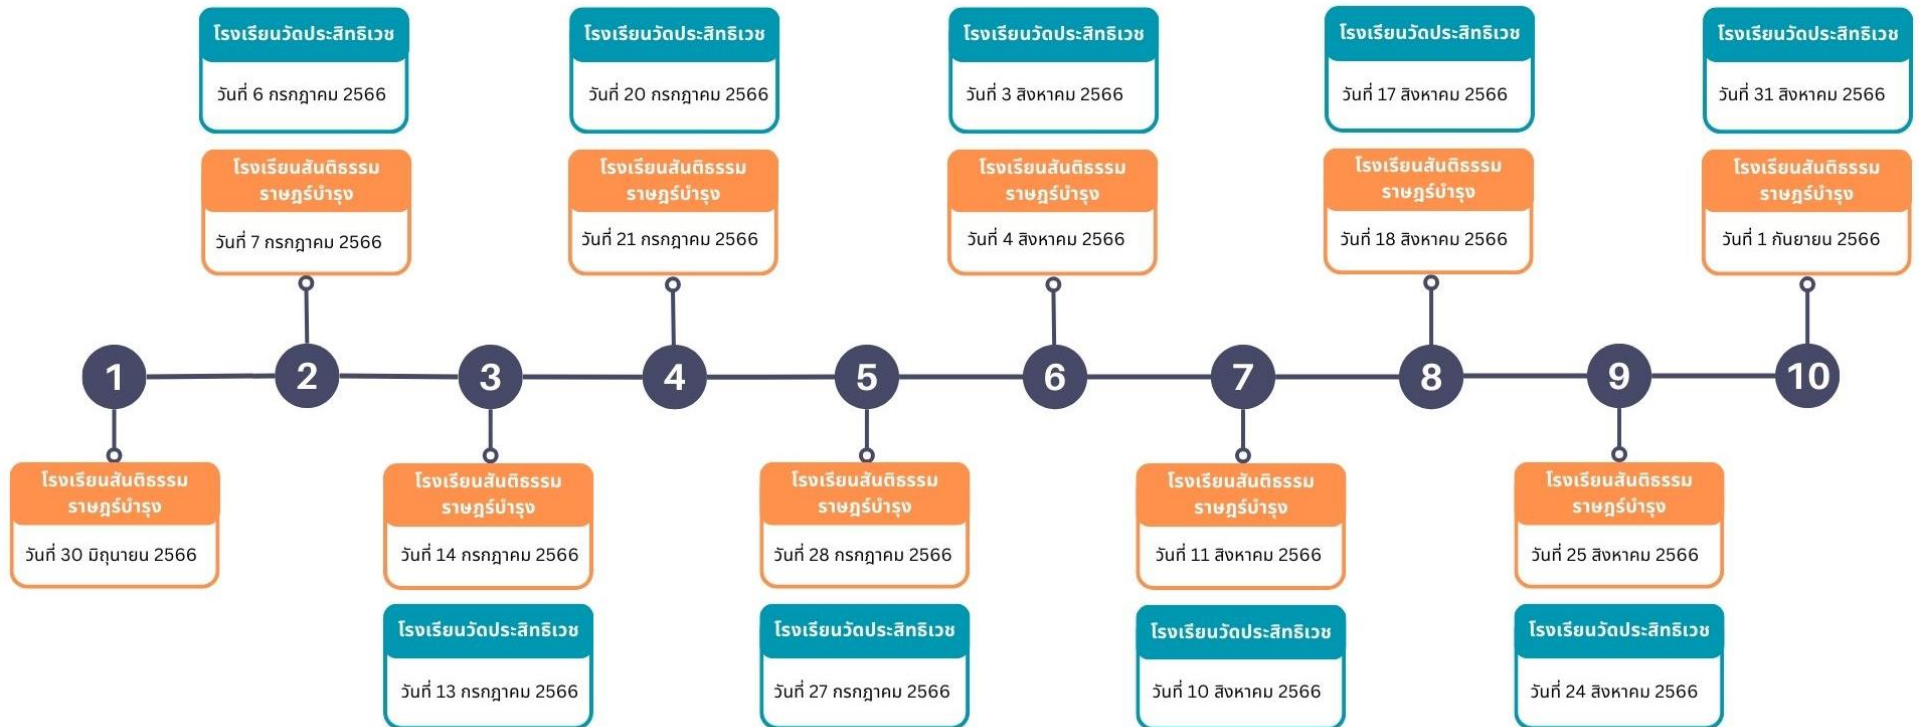 โรงเรียนวัดประสิทธิเวช
วันที่ 6 กรกฎาคม 2566
โรงเรียนสันติธรรม
ราษฎร์บำรุง
วันที่ 7 กรกฎาคม 2566
โรงเรียนวัดประสิทธิเวช
วันที่ 20 กรกฎาคม 2566
โรงเรียนสันติธรรม
ราษฎร์บำรุง
วันที่ 21 กรกฎาคม 2566
โรงเรียนวัดประสิทธิเวช
วันที่ 3 สิงหาคม 2566
โรงเรียนสันติธรรม
ราษฎร์บำรุง
วันที่ 4 สิงหาคม 2566
โรงเรียนวัดประสิทธิเวช
วันที่ 17 สิงหาคม 2566
โรงเรียนสันติธรรม
ราษฎร์บำรุง
วันที่ 18 สิงหาคม 2566
โรงเรียนวัดประสิทธิเวช
วันที่ 31 สิงหาคม 2566
โรงเรียนสันติธรรม
ราษฎร์บำรุง
วันที่ 1 กันยายน 2566
1
2
3
4
5
6
7
8
9
10
โรงเรียนสันติธรรม
ราษฎร์บำรุง
วันที่ 30 มิถุนายน 2566
โรงเรียนสันติธรรม
ราษฎร์บำรุง
วันที่ 14 กรกฎาคม 2566
โรงเรียนวัดประสิทธิเวช
วันที่ 13 กรกฎาคม 2566
โรงเรียนสันติธรรม
ราษฎร์บำรุง
วันที่ 28 กรกฎาคม 2566
โรงเรียนวัดประสิทธิเวช
วันที่ 27 กรกฎาคม 2566
โรงเรียนสันติธรรม
ราษฎร์บำรุง
วันที่ 11 สิงหาคม 2566
โรงเรียนวัดประสิทธิเวช
วันที่ 10 สิงหาคม 2566
โรงเรียนสันติธรรม
ราษฎร์บำรุง
วันที่ 25 สิงหาคม 2566
โรงเรียนวัดประสิทธิเวช
วันที่ 24 สิงหาคม 2566